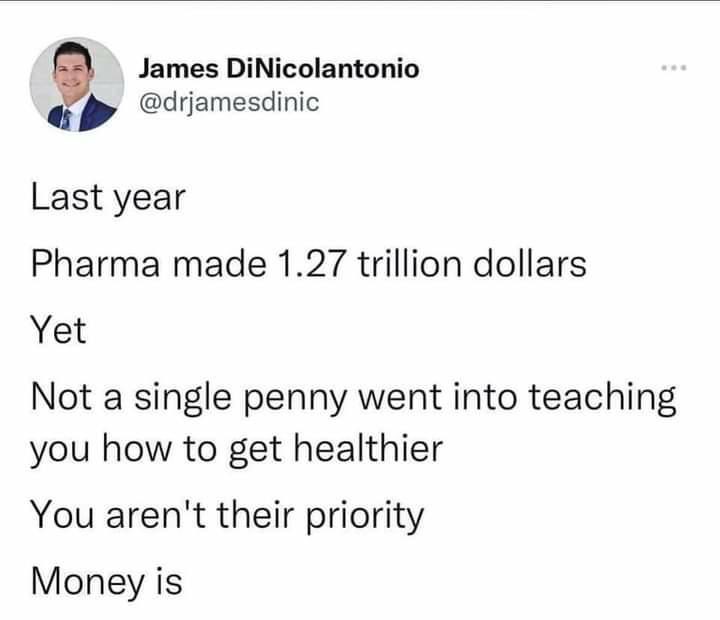 James DiNicolantonio
@drjamesdinic
Last year
Pharma made 1.27 trillion dollars
Yet
Not a single penny went into teaching
you how to get healthier
You aren't their priority
Money is